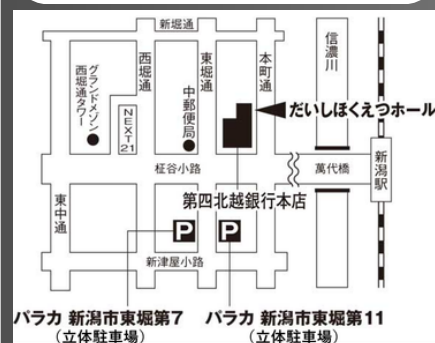 新堀通
西堀通
東堀通
本町通
信濃川
グランドメゾン
西堀通タワー
NEXT
21
中郵便局
だいしほくえつホール
柾谷小路
萬代橋
新潟駅
第四北越銀行本店
東中通
P
P
新津屋小路
パラカ 新潟市東堀第7
（立体駐車場）
パラカ 新潟市東堀第11
（立体駐車場）